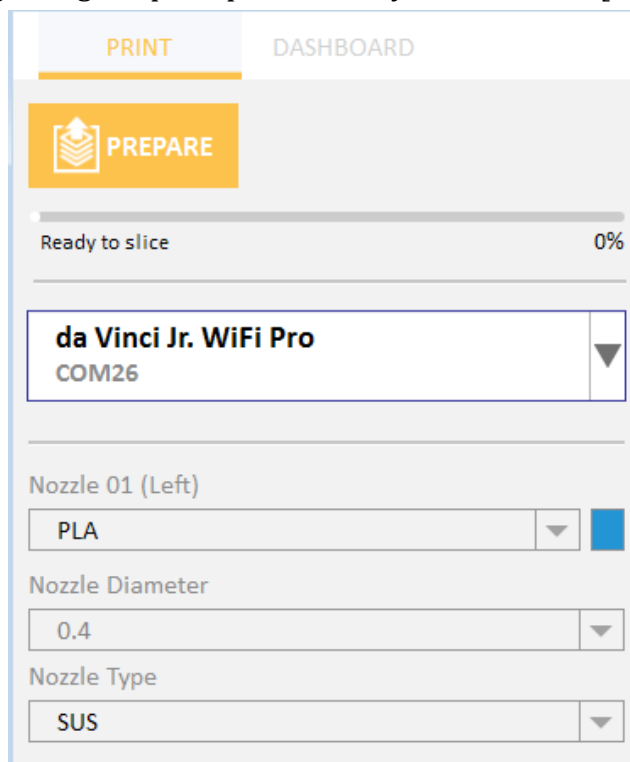 PRINT DASHBOARD
PREPARE
Ready to slice 0%
da Vinci Jr. WiFi Pro
COM26
Nozzle 01 (Left)
PLA
Nozzle Diameter
0.4
Nozzle Type
SUS